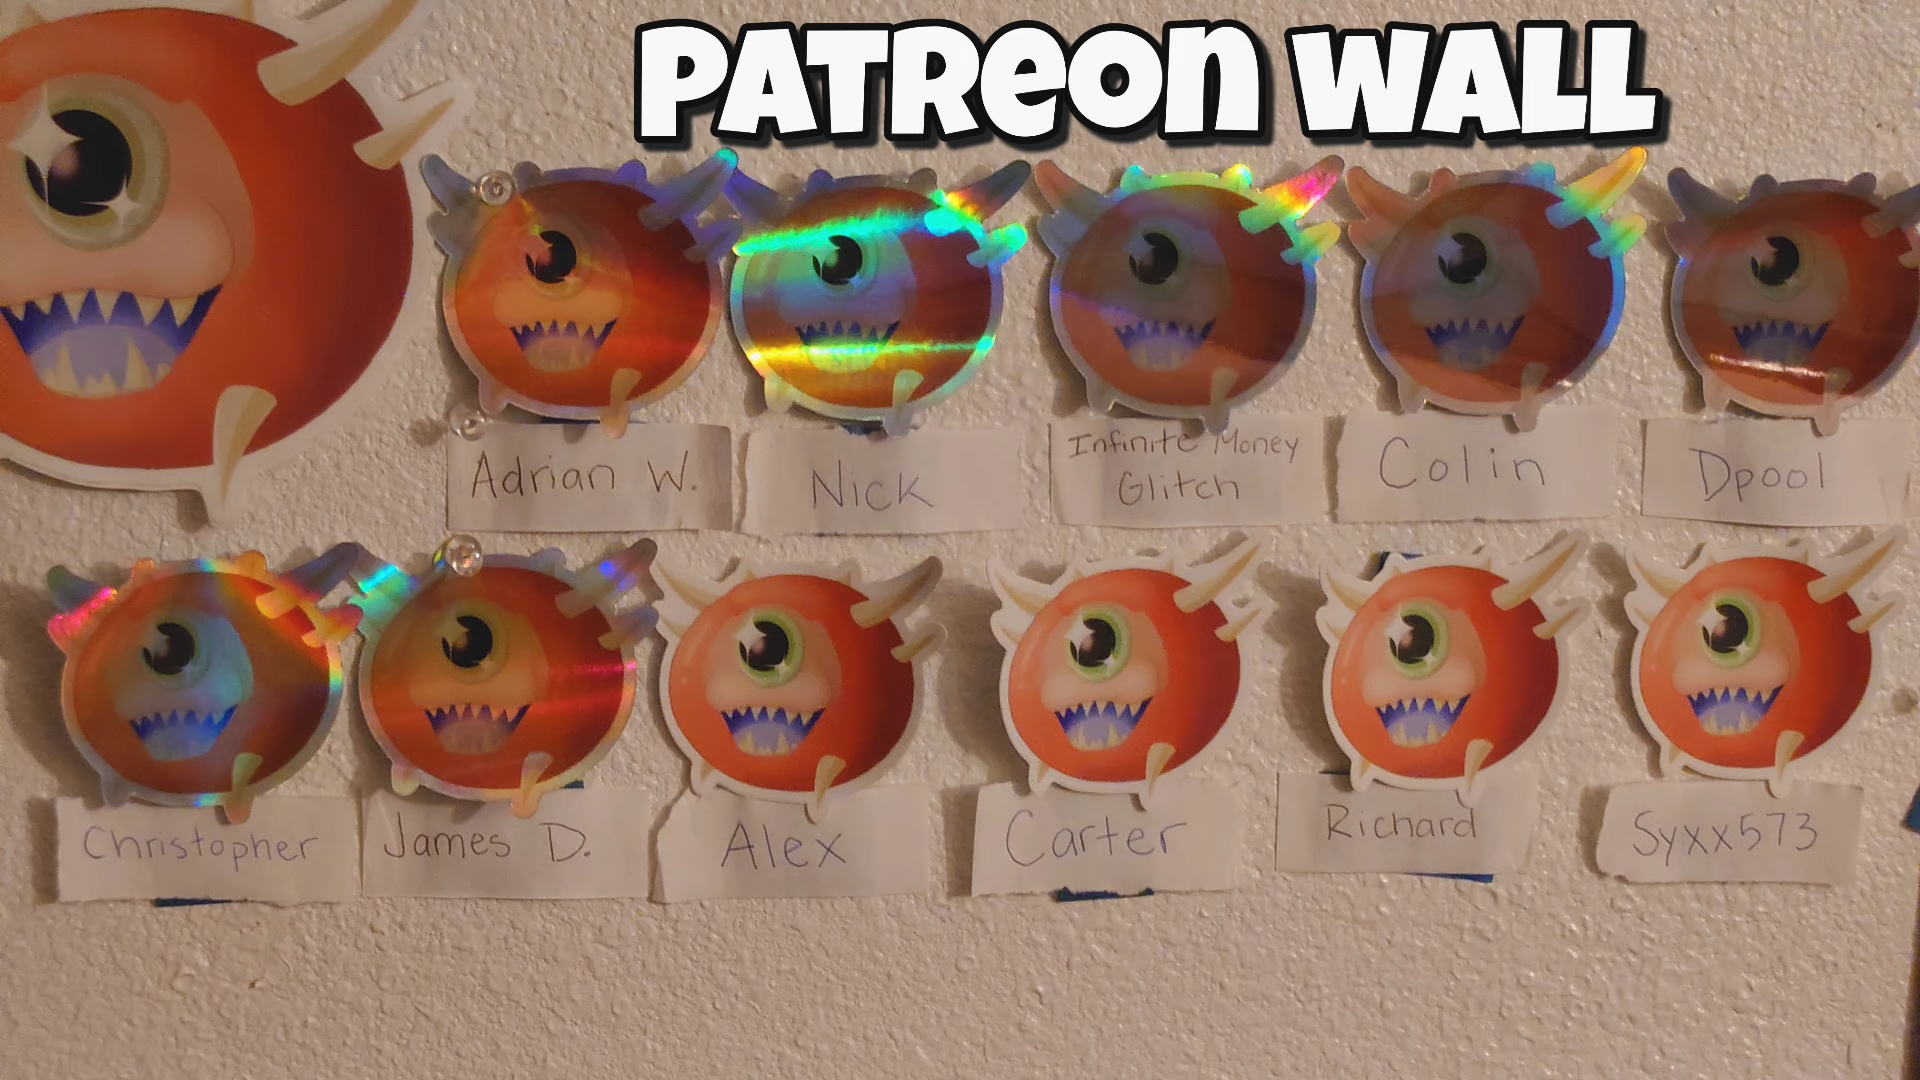 PATREON WALL
Adrian W.
Nick
Infinite Money
Glitch
Colin
Dpool
Christopher
James D.
Alex
Carter
Richard
Syxx573